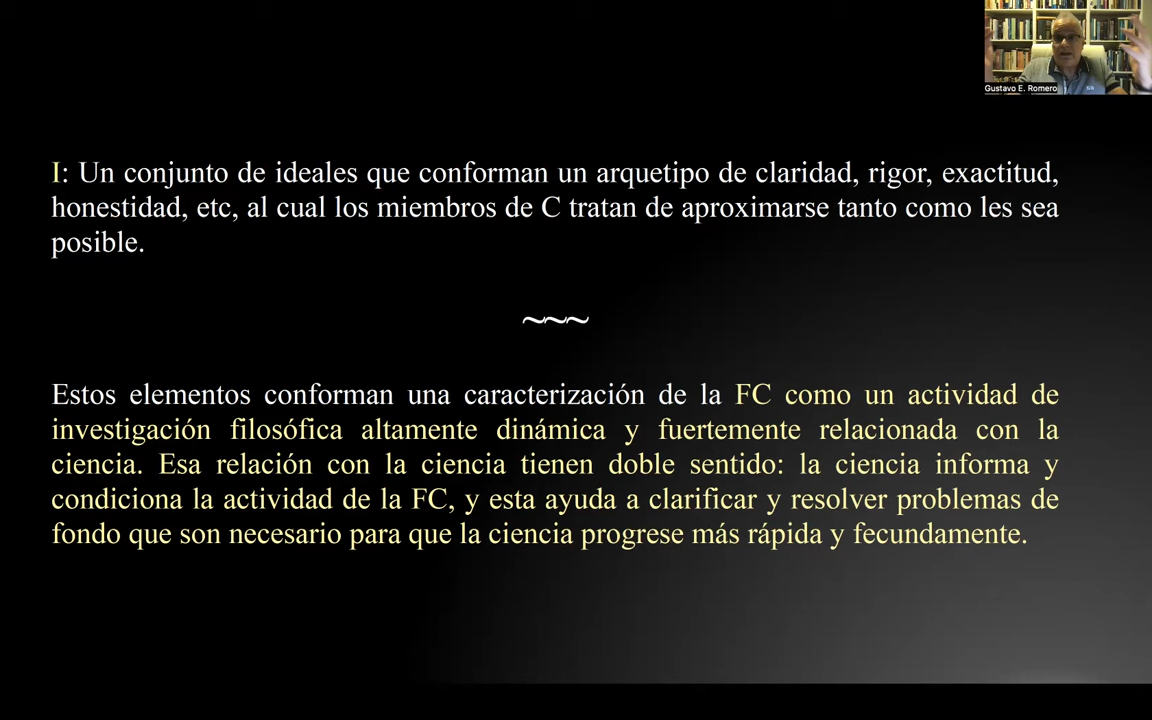 Gustavo E. Romero
I: Un conjunto de ideales que conforman un arquetipo de claridad, rigor, exactitud,
honestidad, etc, al cual los miembros de C tratan de aproximarse tanto como les sea
posible.
~~~
Estos elementos conforman una caracterización de la FC como un actividad de
investigación filosófica altamente dinámica y fuertemente relacionada con la
ciencia. Esa relación con la ciencia tienen doble sentido: la ciencia informa y
condiciona la actividad de la FC, y esta ayuda a clarificar y resolver problemas de
fondo que son necesario para que la ciencia progrese más rápida y fecundamente.